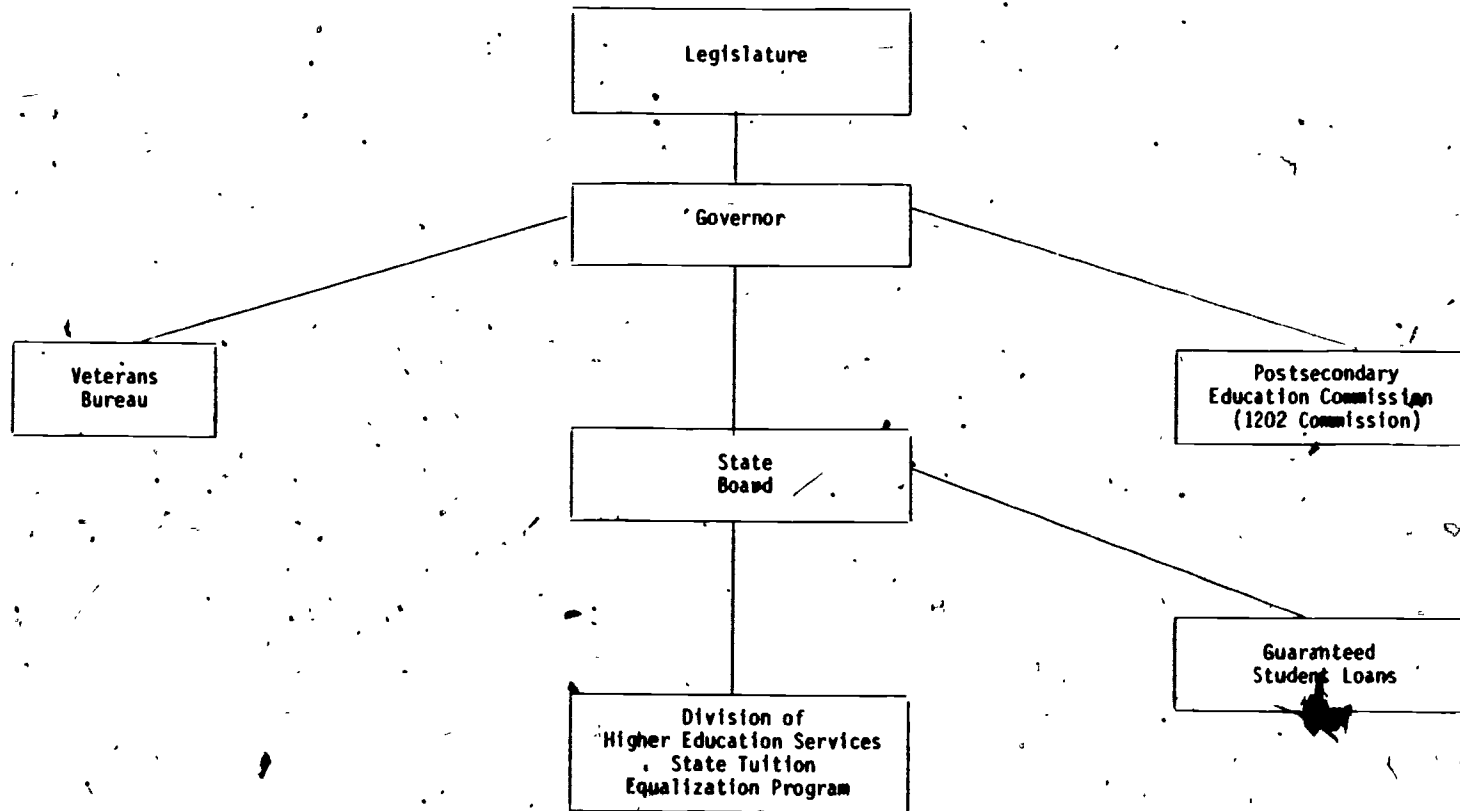 Legislature
Governor
Veterans
Bureau
Postsecondary
Education Commission
(1202 Commission)
State
Board
Guaranteed
Student Loans
Division of
Higher Education Services
State Tuition
Equalization Program